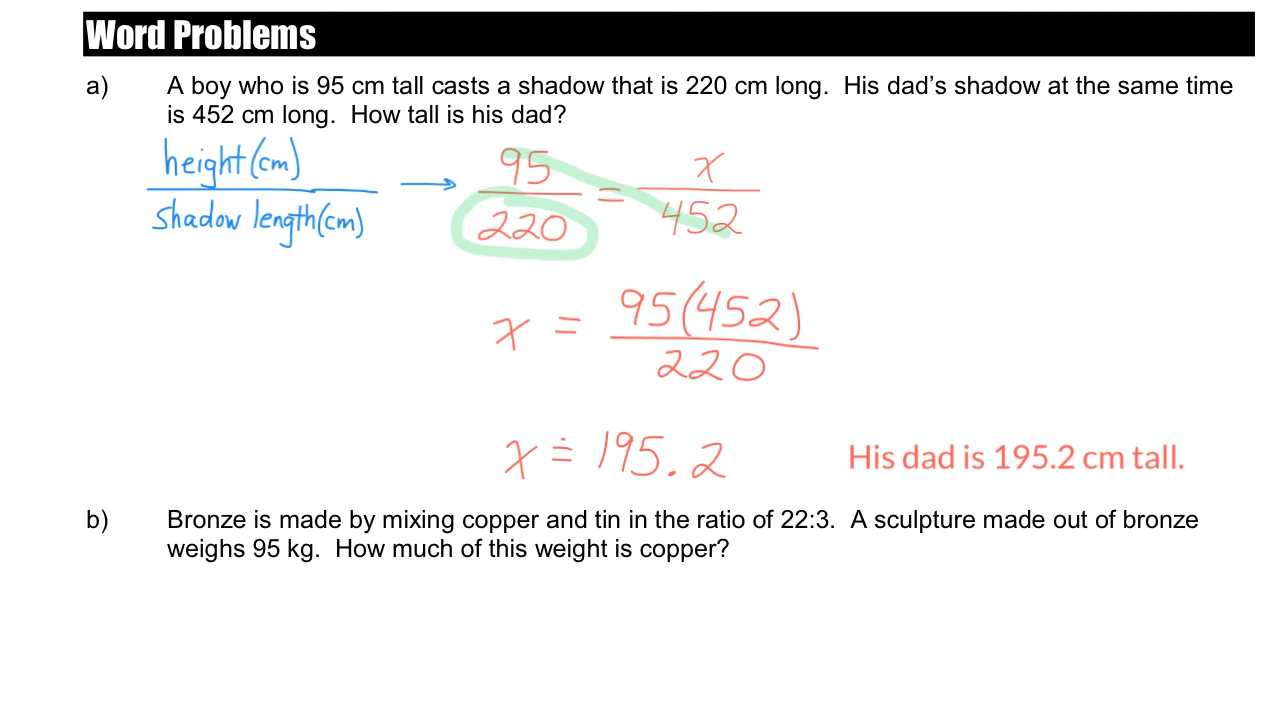 Word Problems
a) A boy who is 95 cm tall casts a shadow that is 220 cm long. His dad’s shadow at the same time
is 452 cm long. How tall is his dad?
height(cm)
shadow length(cm)
→ 95/220 = x/452
x = 95(452)/220
x ≐ 195.2
His dad is 195.2 cm tall.
b) Bronze is made by mixing copper and tin in the ratio of 22:3. A sculpture made out of bronze
weighs 95 kg. How much of this weight is copper?